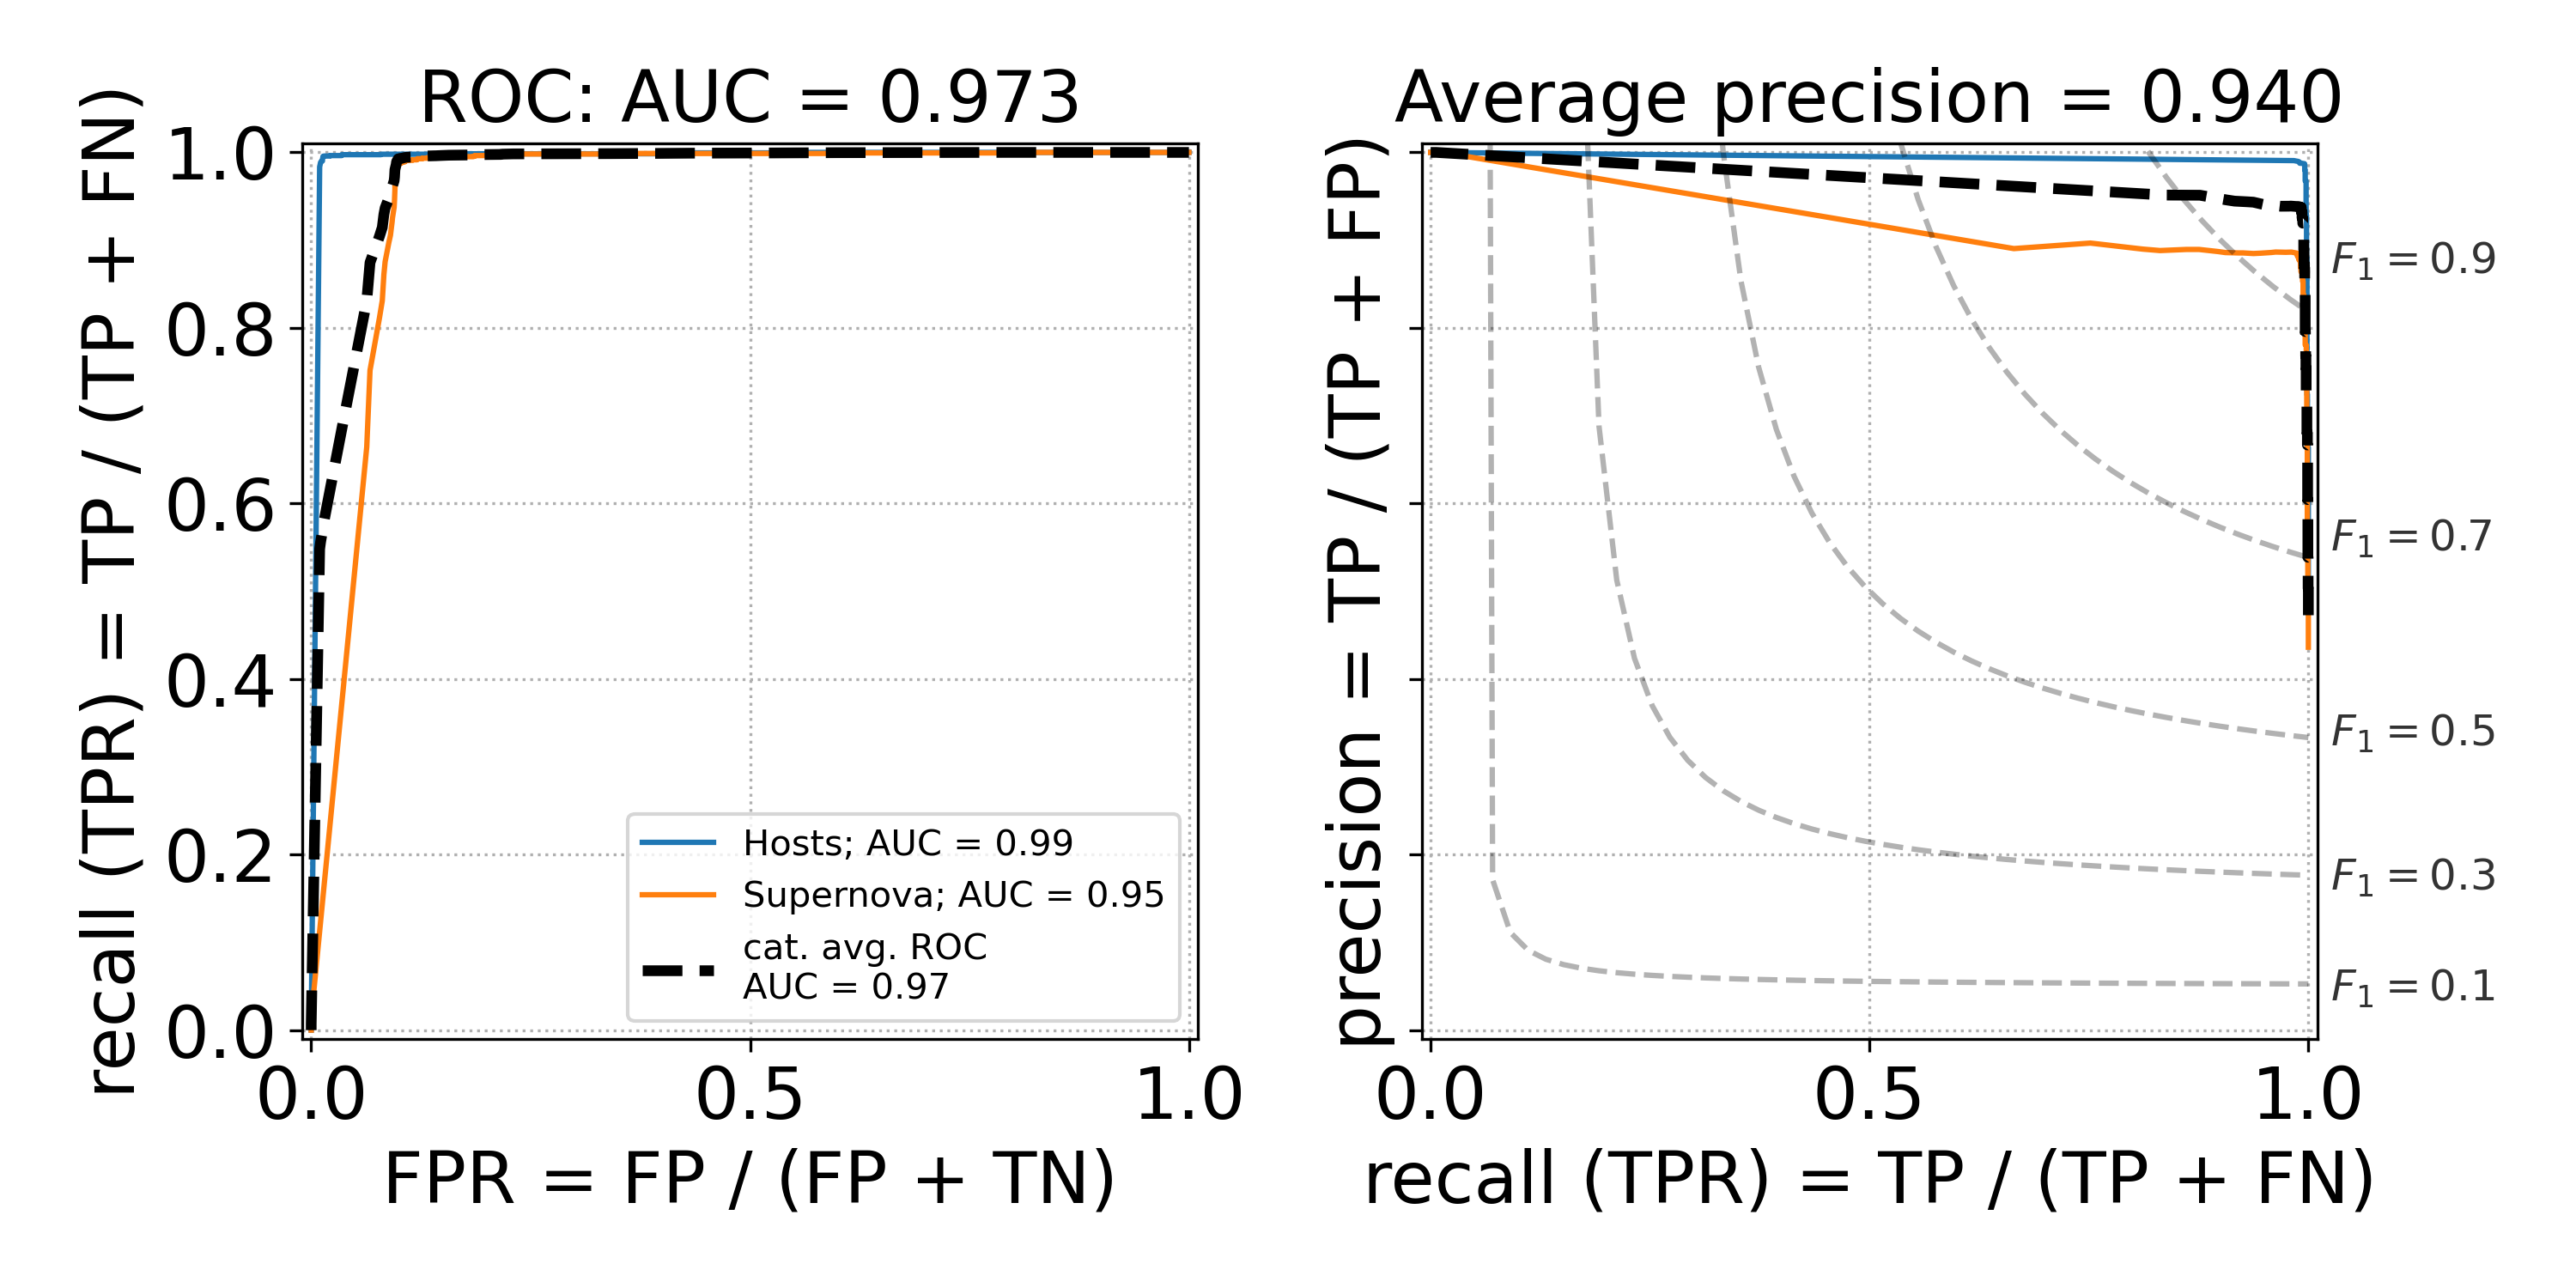 ROC: AUC = 0.973
recall (TPR) = TP / (TP + FN)
1.0
0.8
0.6
0.4
0.2
0.0
Hosts; AUC = 0.99
Supernova; AUC = 0.95
cat. avg. ROC
AUC = 0.97
0.0 0.5 1.0
FPR = FP / (FP + TN)
Average precision = 0.940
precision = TP / (TP + FP)
F1 = 0.9
F1 = 0.7
F1 = 0.5
F1 = 0.3
F1 = 0.1
0.0 0.5 1.0
recall (TPR) = TP / (TP + FN)